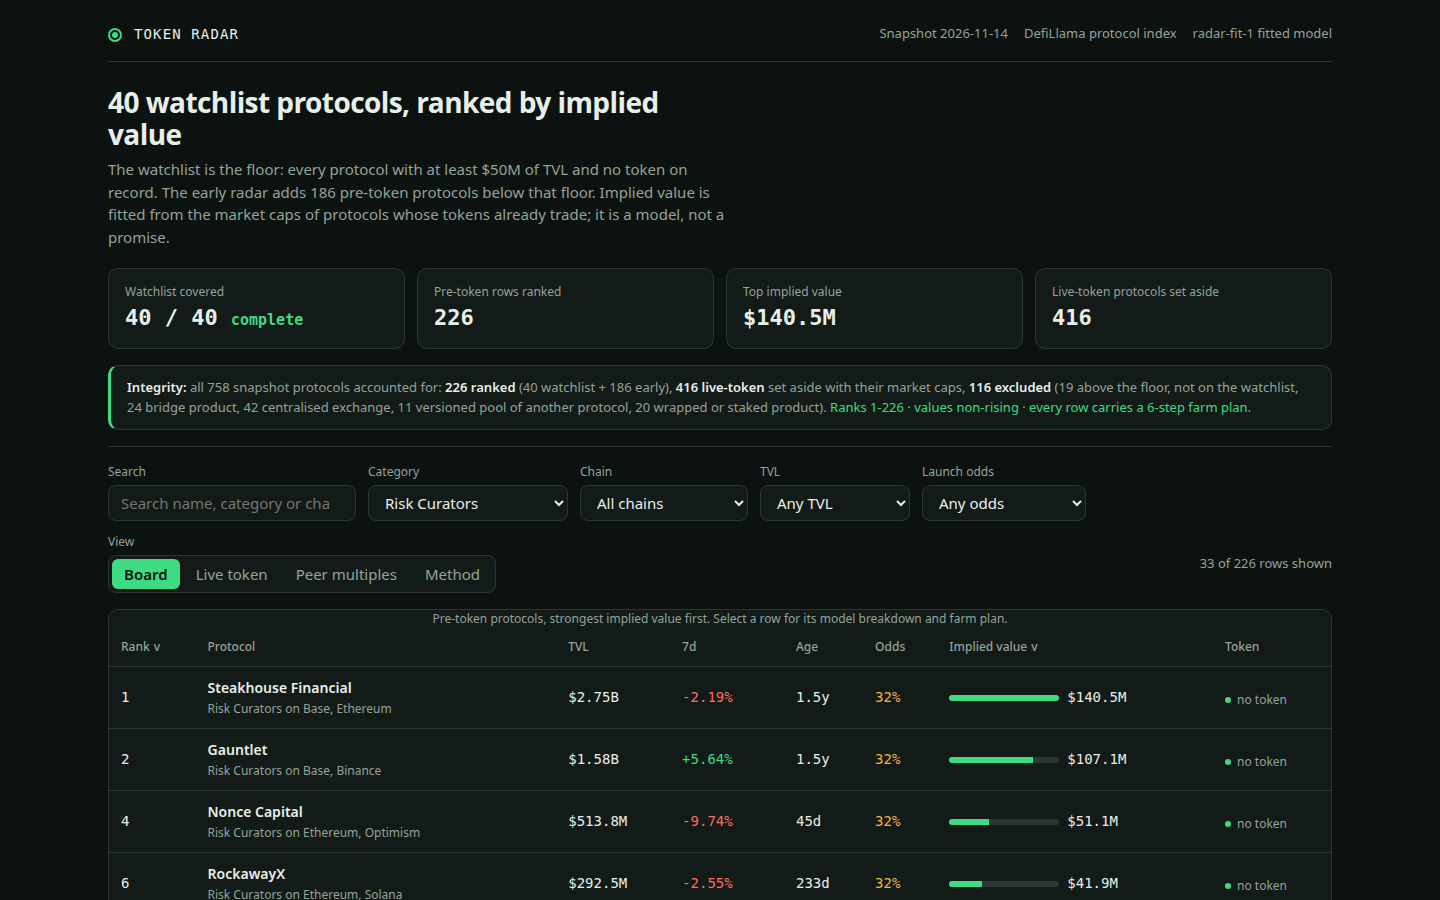 TOKEN RADAR
Snapshot 2026-11-14 DefiLlama protocol index radar-fit-1 fitted model
40 watchlist protocols, ranked by implied
value
The watchlist is the floor: every protocol with at least $50M of TVL and no token on
record. The early radar adds 186 pre-token protocols below that floor. Implied value is
fitted from the market caps of protocols whose tokens already trade; it is a model, not a
promise.
Watchlist covered
40 / 40 complete
Pre-token rows ranked
226
Top implied value
$140.5M
Live-token protocols set aside
416
Integrity: all 758 snapshot protocols accounted for: 226 ranked (40 watchlist + 186 early), 416 live-token set aside with their market caps, 116 excluded (19 above the floor, not on the watchlist,
24 bridge product, 42 centralised exchange, 11 versioned pool of another protocol, 20 wrapped or staked product). Ranks 1-226 · values non-rising · every row carries a 6-step farm plan.
Search Category Chain TVL Launch odds
Search name, category or cha Risk Curators All chains Any TVL Any odds
View
Board Live token Peer multiples Method
33 of 226 rows shown
Pre-token protocols, strongest implied value first. Select a row for its model breakdown and farm plan.
Rank v Protocol TVL 7d Age Odds Implied value v Token
1 Steakhouse Financial $2.75B -2.19% 1.5y 32% $140.5M no token
Risk Curators on Base, Ethereum
2 Gauntlet $1.58B +5.64% 1.5y 32% $107.1M no token
Risk Curators on Base, Binance
4 Nonce Capital $513.8M -9.74% 45d 32% $51.1M no token
Risk Curators on Ethereum, Optimism
6 RockawayX $292.5M -2.55% 233d 32% $41.9M no token
Risk Curators on Ethereum, Solana